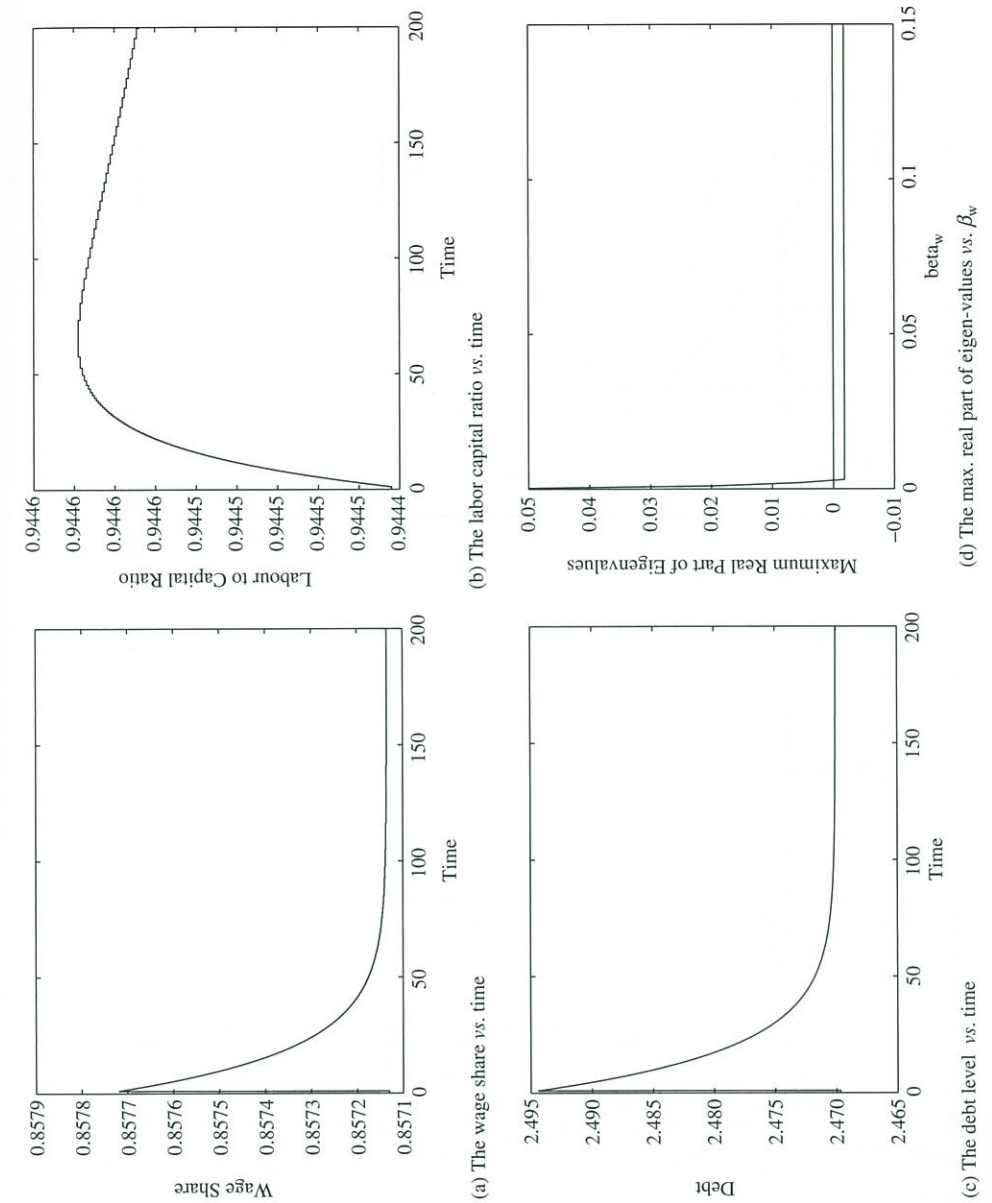 0.8579
0.8578
0.8577
0.8576
0.8575
0.8574
0.8573
0.8572
0.8571
Wage Share
0 50 100 150 200
Time
(a) The wage share vs. time
0.9446
0.9446
0.9446
0.9446
0.9445
0.9445
0.9445
0.9445
0.9445
0.9444
Labour to Capital Ratio
0 50 100 150 200
Time
(b) The labor capital ratio vs. time
2.495
2.490
2.485
2.480
2.475
2.470
2.465
Debt
0 50 100 150 200
Time
(c) The debt level vs. time
0.05
0.04
0.03
0.02
0.01
0
−0.01
Maximum Real Part of Eigenvalues
0 0.05 0.1 0.15
beta_w
(d) The max. real part of eigen-values vs. β_w